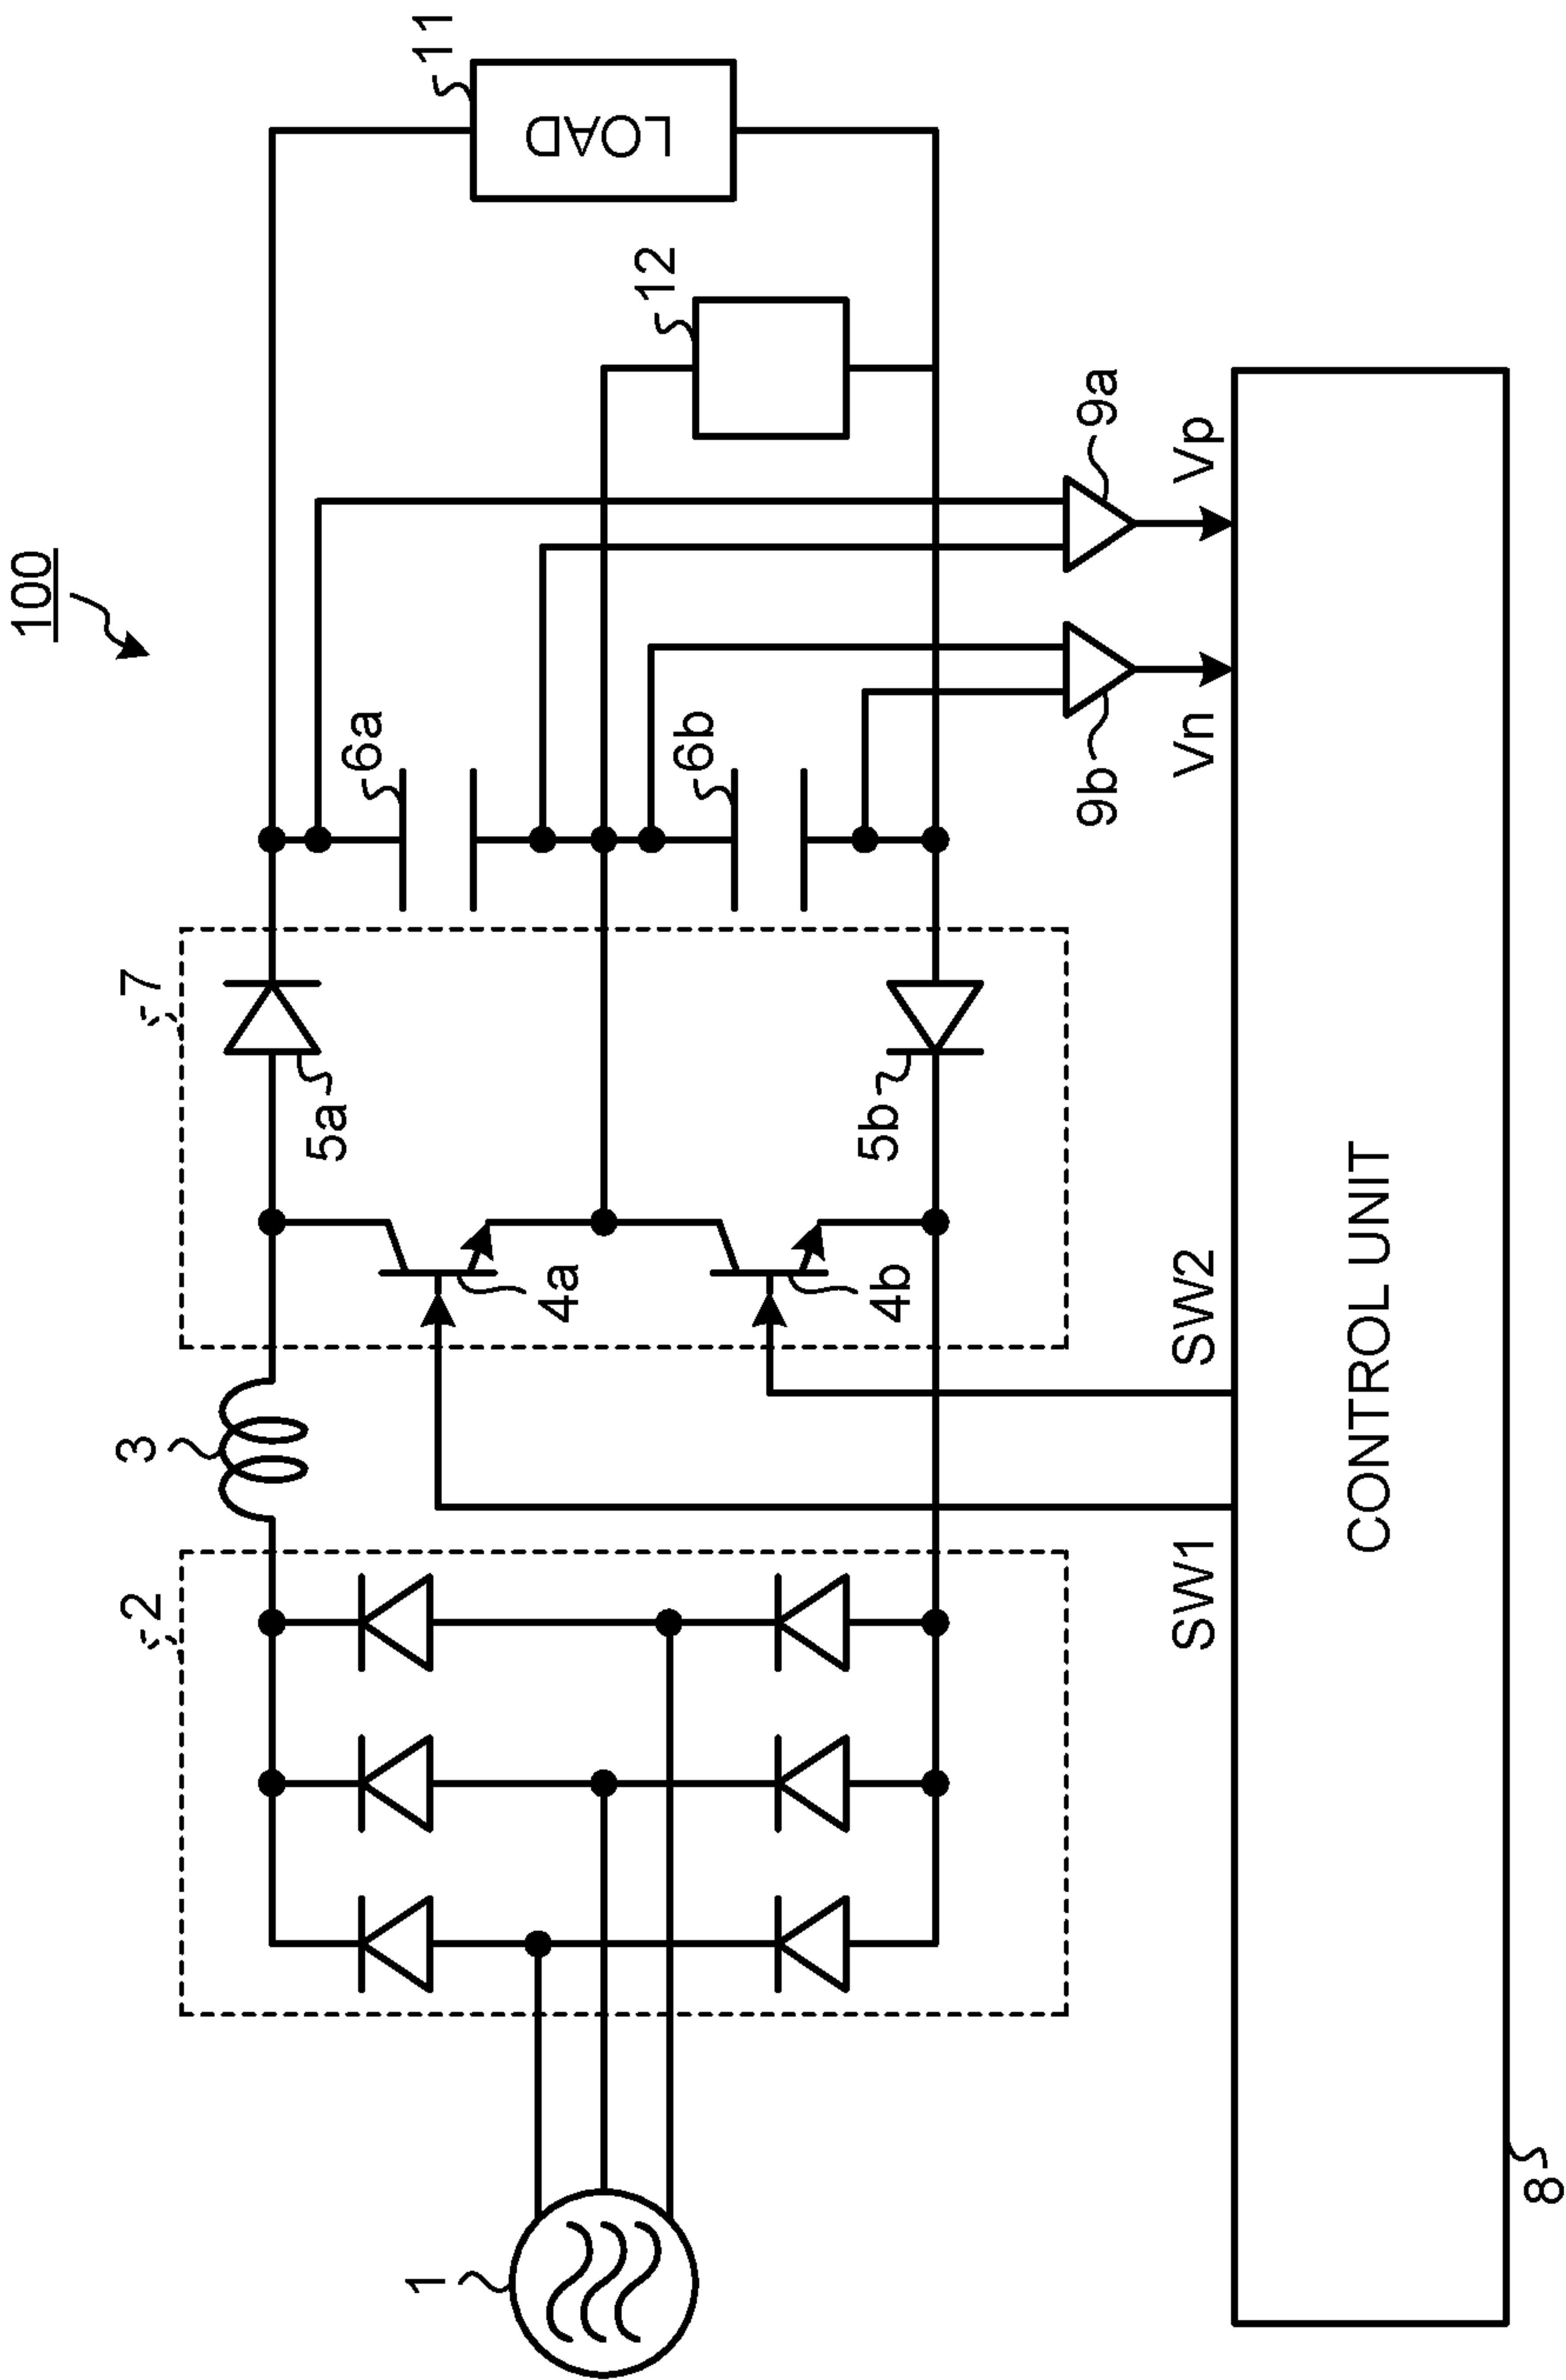 100
1
2
3
7
5a
4a
4b
5b
6a
6b
12
11
LOAD
9b
9a
Vn
Vp
SW1
SW2
CONTROL UNIT
8